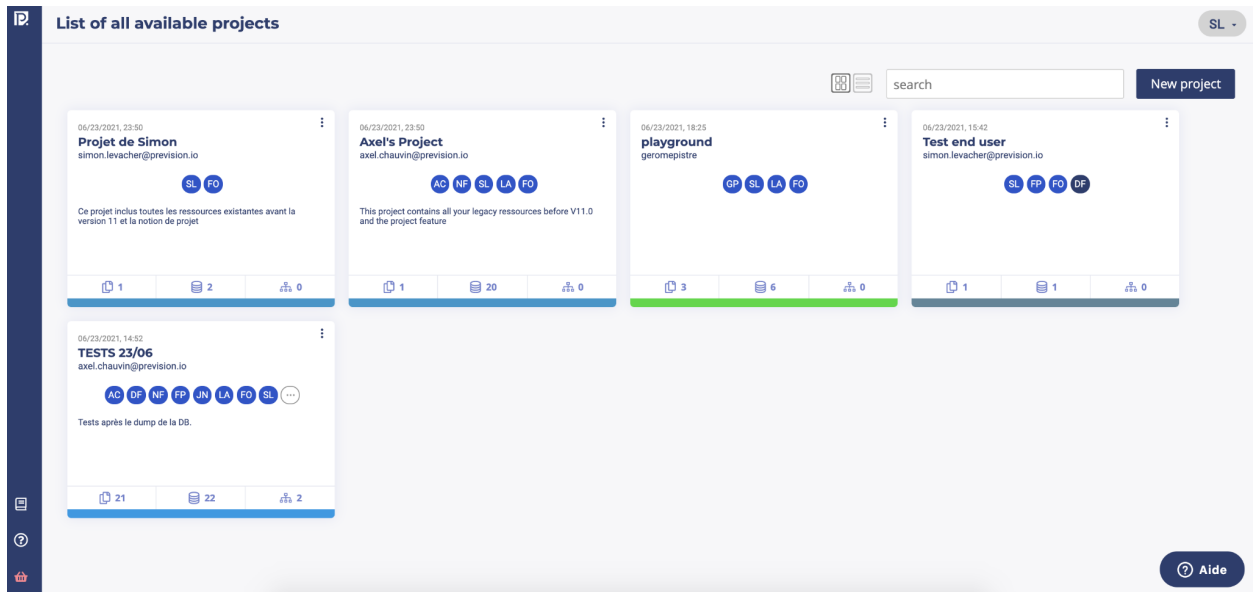 List of all available projects
SL
search
New project
06/23/2021, 23:50
Projet de Simon
simon.levacher@prevision.io
SL FO
Ce projet inclus toutes les ressources existantes avant la
version 11 et la notion de projet
1 2 0
06/23/2021, 23:50
Axel's Project
axel.chauvin@prevision.io
AC NF SL LA FO
This project contains all your legacy ressources before V11.0
and the project feature
1 20 0
06/23/2021, 18:25
playground
geromepistre
GP SL LA FO
3 6 0
06/23/2021, 15:42
Test end user
simon.levacher@prevision.io
SL FP FO DF
1 1 0
06/23/2021, 14:52
TESTS 23/06
axel.chauvin@prevision.io
AC DF NF FP JN LA FO SL ...
Tests après le dump de la DB.
21 22 2
? Aide